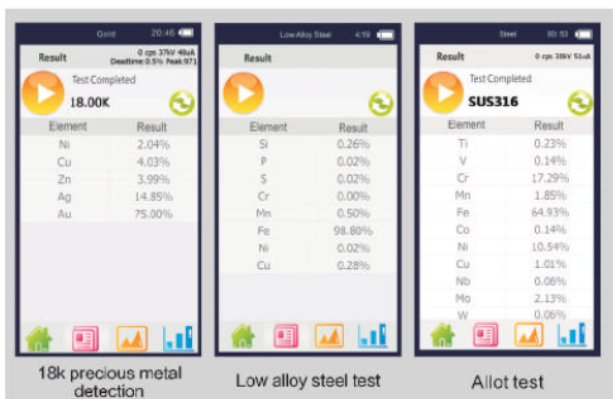 Gold 20:46
Result 0 cps 37kV 48uA
Deadtime:0.5% Peak:971
Test Completed
18.00K
Element Result
Ni 2.04%
Cu 4.03%
Zn 3.99%
Ag 14.85%
Au 75.00%
18k precious metal
detection
Low Alloy Steel 4:19
Result
Element Result
Si 0.26%
P 0.02%
S 0.02%
Cr 0.00%
Mn 0.50%
Fe 98.80%
Ni 0.02%
Cu 0.28%
Low alloy steel test
Steel
Result 0 cps 38kV 51uA
Test Completed
SUS316
Element Result
Ti 0.23%
V 0.14%
Cr 17.29%
Mn 1.85%
Fe 64.93%
Co 0.14%
Ni 10.54%
Cu 1.01%
Nb 0.06%
Mo 2.13%
W 0.06%
Allot test